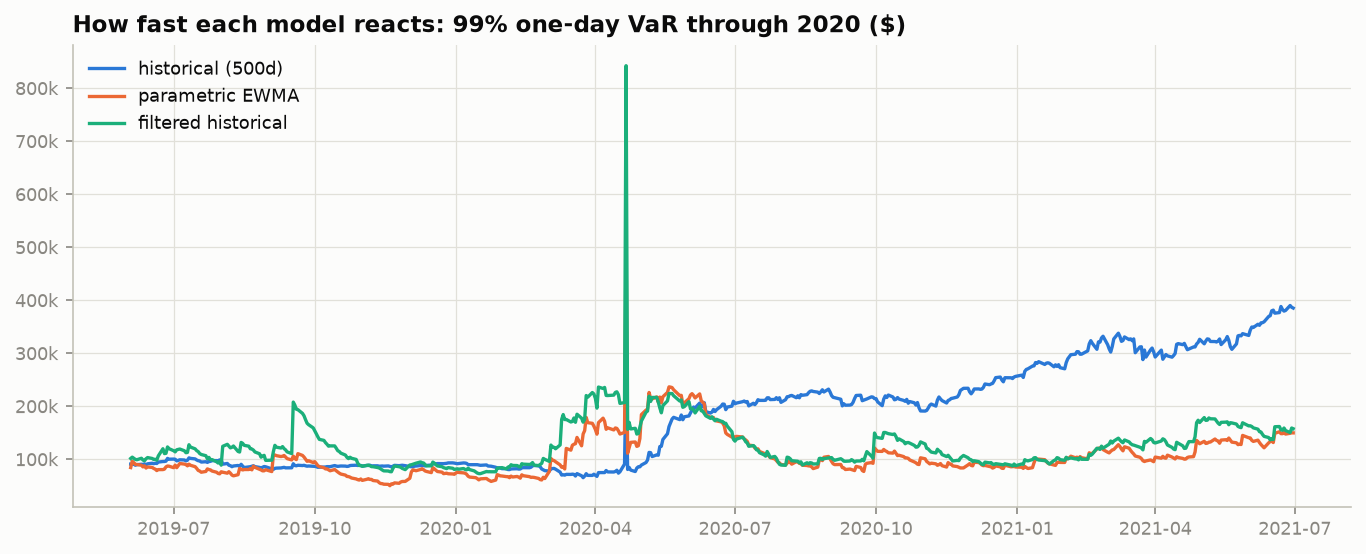 How fast each model reacts: 99% one-day VaR through 2020 ($)
historical (500d)
parametric EWMA
filtered historical
800k
700k
600k
500k
400k
300k
200k
100k
2019-07 2019-10 2020-01 2020-04 2020-07 2020-10 2021-01 2021-04 2021-07